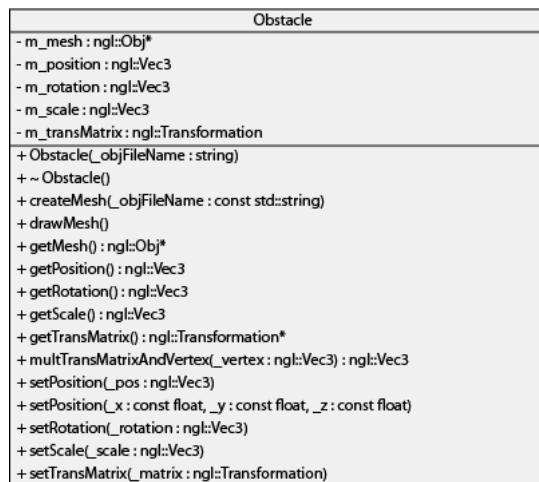 Obstacle
- m_mesh : ngl::Obj*
- m_position : ngl::Vec3
- m_rotation : ngl::Vec3
- m_scale : ngl::Vec3
- m_transMatrix : ngl::Transformation
+ Obstacle(_objFileName : string)
+ ~ Obstacle()
+ createMesh(_objFileName : const std::string)
+ drawMesh()
+ getMesh() : ngl::Obj*
+ getPosition() : ngl::Vec3
+ getRotation() : ngl::Vec3
+ getScale() : ngl::Vec3
+ getTransMatrix() : ngl::Transformation*
+ multTransMatrixAndVertex(_vertex : ngl::Vec3) : ngl::Vec3
+ setPosition(_pos : ngl::Vec3)
+ setPosition(_x : const float, _y : const float, _z : const float)
+ setRotation(_rotation : ngl::Vec3)
+ setScale(_scale : ngl::Vec3)
+ setTransMatrix(_matrix : ngl::Transformation)